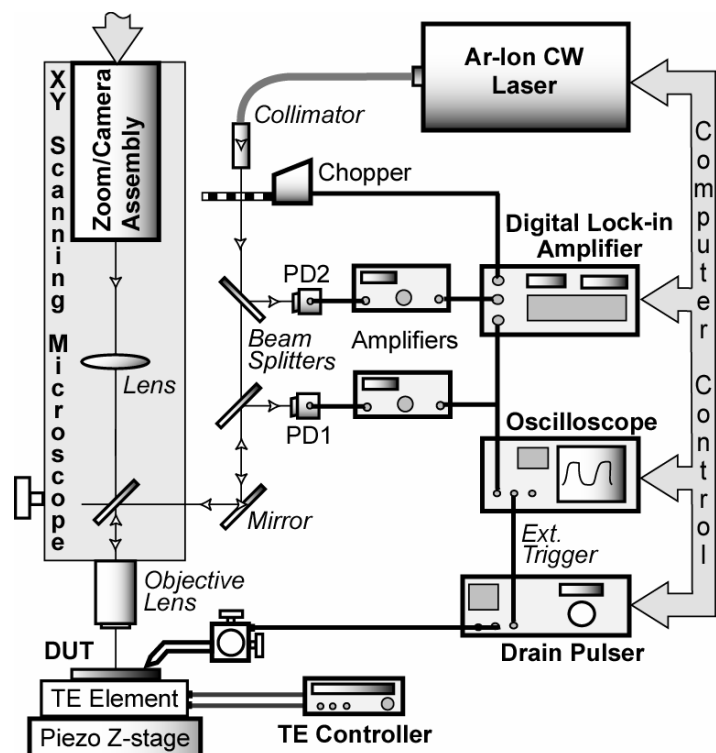 XY Scanning Microscope
Zoom/Camera
Assembly
Lens
Objective
Lens
DUT
TE Element
Piezo Z-stage
Collimator
Chopper
PD2
Beam
Splitters
PD1
Mirror
Amplifiers
Ar-Ion CW
Laser
Digital Lock-in
Amplifier
Oscilloscope
Ext.
Trigger
Drain Pulser
TE Controller
Computer Control